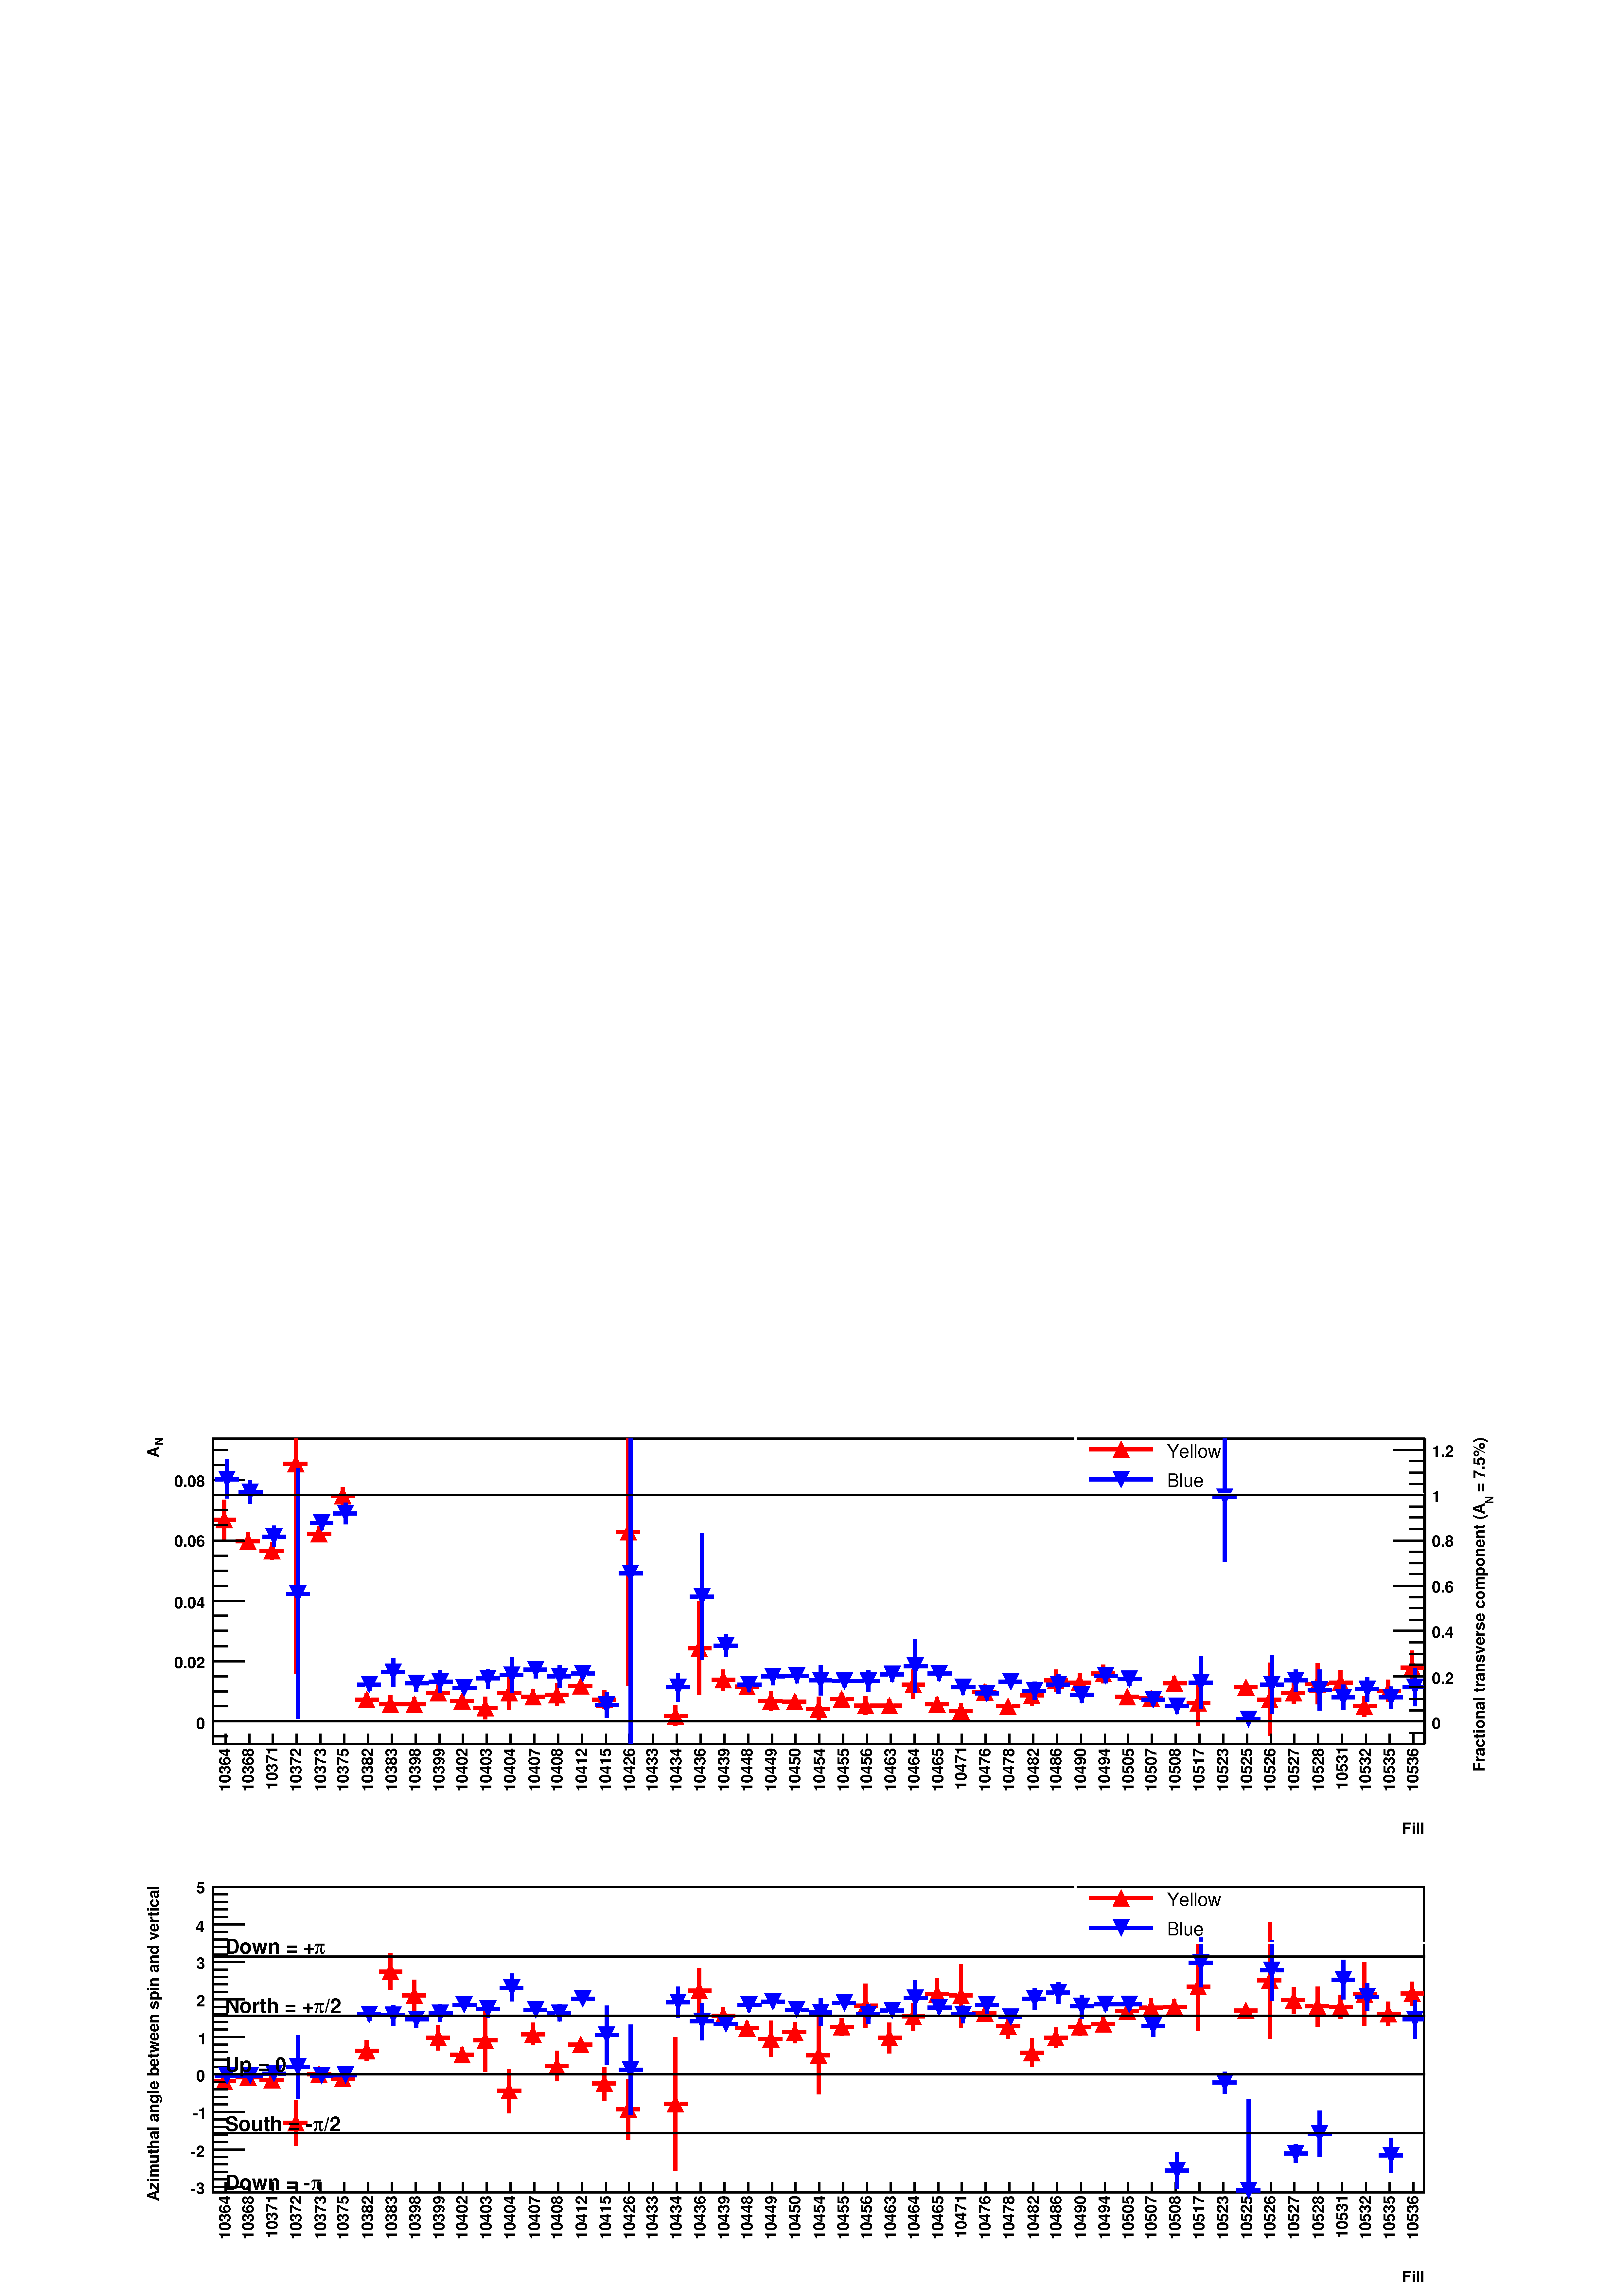 A_N
Fractional transverse component (A_N = 7.5%)
Yellow
Blue
0.08
0.06
0.04
0.02
0
1.2
1
0.8
0.6
0.4
0.2
0
10364 10368 10371 10372 10373 10375 10382 10383 10398 10399 10402 10403 10404 10407 10408 10412 10415 10426 10433 10434 10436 10439 10448 10449 10450 10454 10455 10456 10463 10464 10465 10471 10476 10478 10482 10486 10490 10494 10505 10507 10508 10517 10523 10525 10526 10527 10528 10531 10532 10535 10536
Fill
Azimuthal angle between spin and vertical
Yellow
Blue
5
4
3
2
1
0
-1
-2
-3
Down = +π
North = +π/2
Up = 0
South = -π/2
Down = -π
10364 10368 10371 10372 10373 10375 10382 10383 10398 10399 10402 10403 10404 10407 10408 10412 10415 10426 10433 10434 10436 10439 10448 10449 10450 10454 10455 10456 10463 10464 10465 10471 10476 10478 10482 10486 10490 10494 10505 10507 10508 10517 10523 10525 10526 10527 10528 10531 10532 10535 10536
Fill